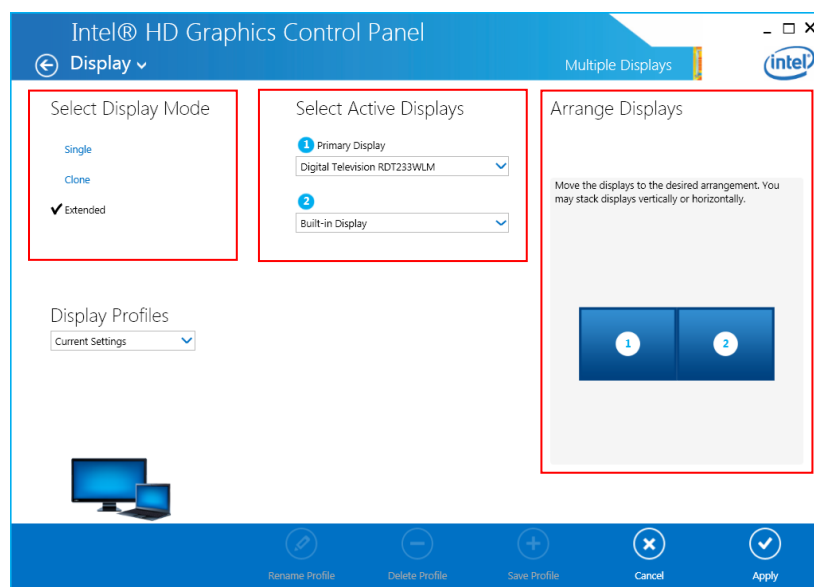 Intel® HD Graphics Control Panel
Display
Multiple Displays
intel
Select Display Mode
Single
Clone
Extended
Select Active Displays
1 Primary Display
Digital Television RDT233WLM
2
Built-in Display
Arrange Displays
Move the displays to the desired arrangement. You
may stack displays vertically or horizontally.
1 2
Display Profiles
Current Settings
Rename Profile
Delete Profile
Save Profile
Cancel
Apply